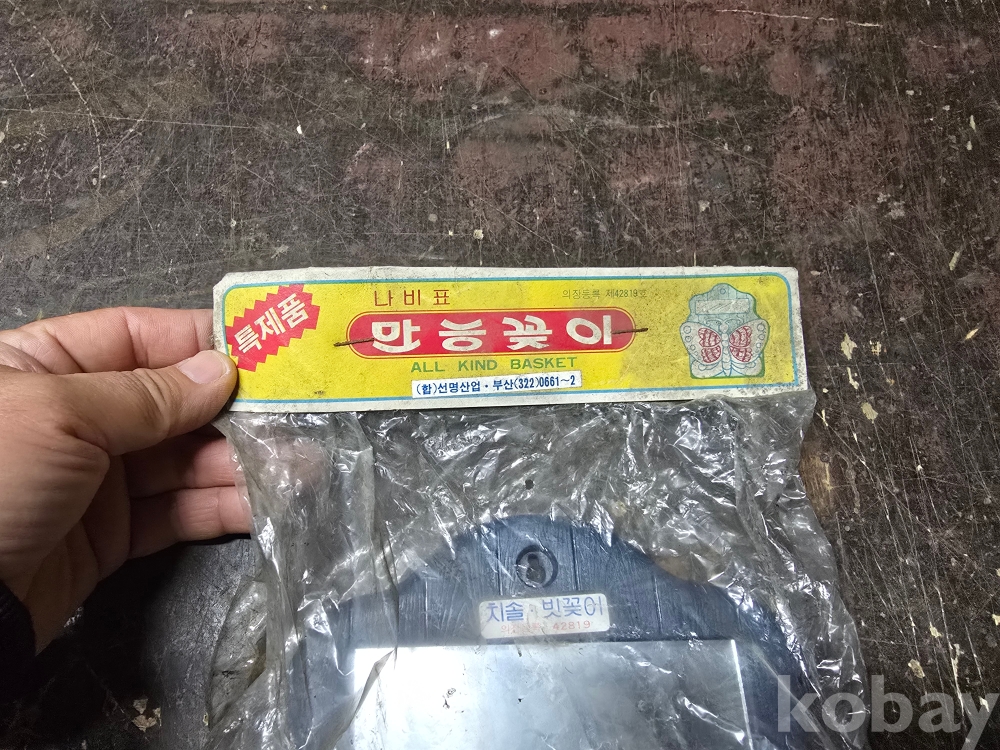 특제품
나비표
의장등록 제42819호
만능꽂이
ALL KIND BASKET
(합)선명산업·부산(322)0661~2
치솔·빗꽂이
42819
kobay